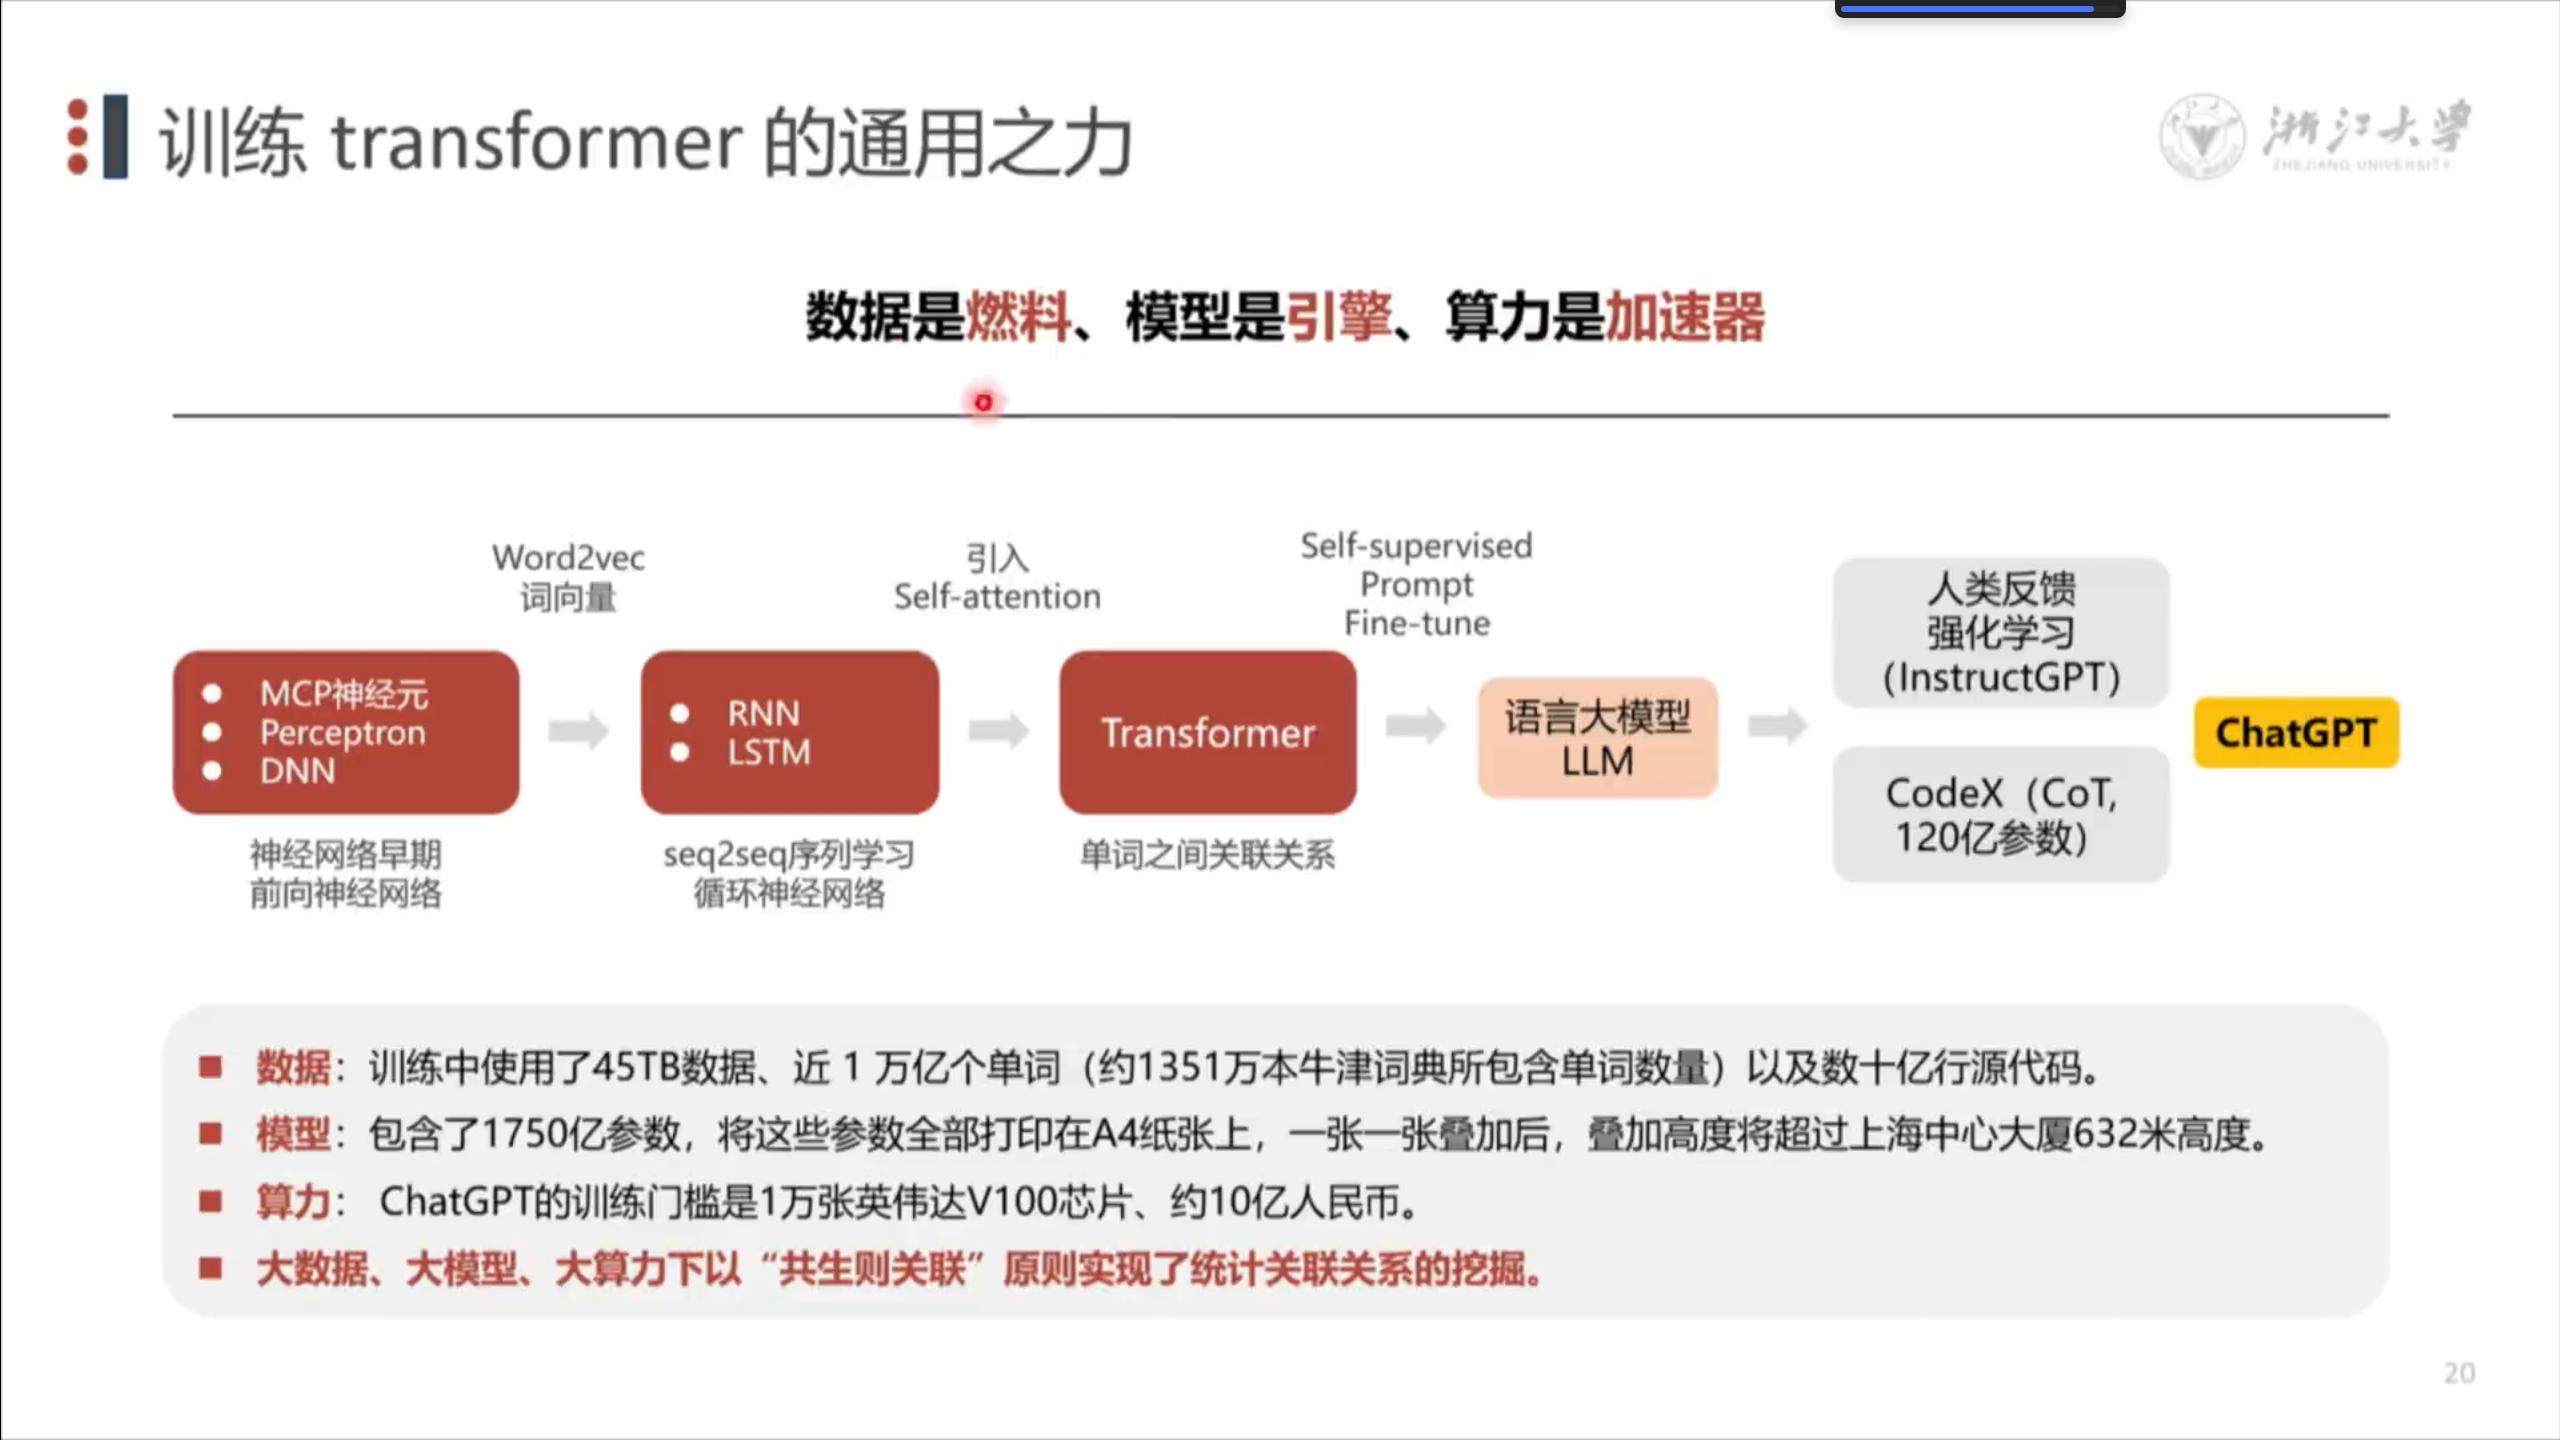 训练 transformer 的通用之力
浙江大学
ZHEJIANG UNIVERSITY
数据是燃料、模型是引擎、算力是加速器
Word2vec
词向量
引入
Self-attention
Self-supervised
Prompt
Fine-tune
MCP神经元
Perceptron
DNN
神经网络早期
前向神经网络
RNN
LSTM
seq2seq序列学习
循环神经网络
Transformer
单词之间关联关系
语言大模型
LLM
人类反馈
强化学习
（InstructGPT）
CodeX（CoT,
120亿参数）
ChatGPT
数据：训练中使用了45TB数据、近 1 万亿个单词（约1351万本牛津词典所包含单词数量）以及数十亿行源代码。
模型：包含了1750亿参数，将这些参数全部打印在A4纸张上，一张一张叠加后，叠加高度将超过上海中心大厦632米高度。
算力： ChatGPT的训练门槛是1万张英伟达V100芯片、约10亿人民币。
大数据、大模型、大算力下以“共生则关联”原则实现了统计关联关系的挖掘。
20